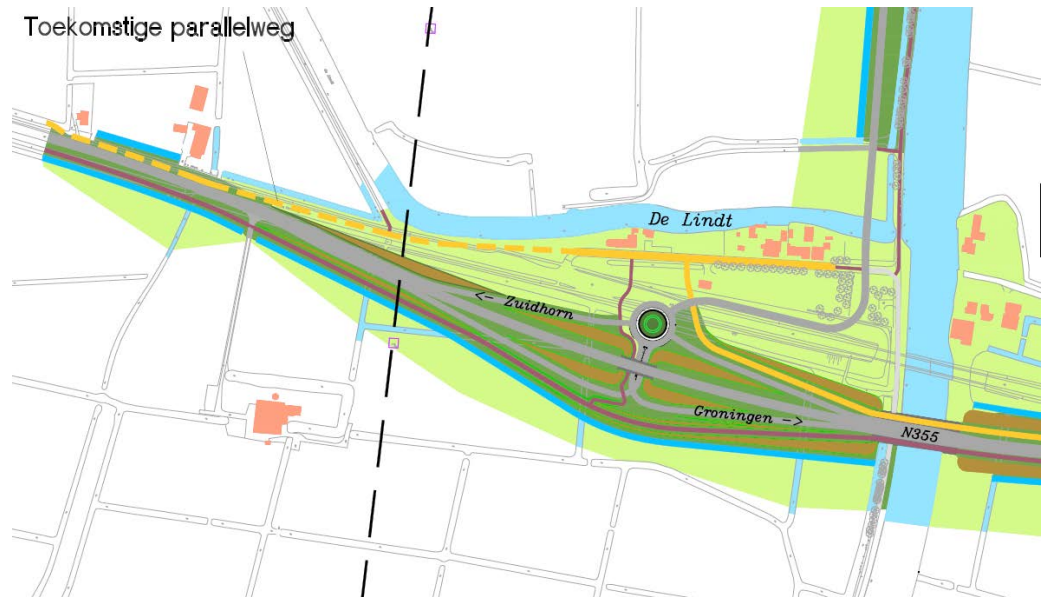 Toekomstige parallelweg
De Lindt
<- Zuidhorn
Groningen ->
N355